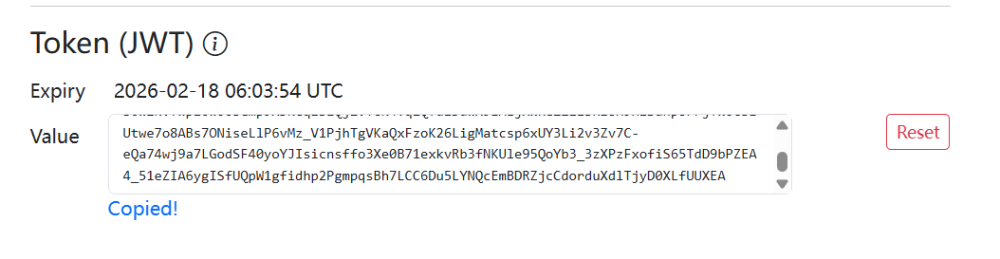 Token (JWT)
Expiry 2026-02-18 06:03:54 UTC
Value
Utwe7o8ABs7ONiseLlP6vMz_V1PjhTgVKaQxFzoK26LigMatcsp6xUY3Li2v3Zv7C-
eQa74wj9a7LGodSF40yoYJIsicnsffo3Xe0B71exkvRb3fNKUle95QoYb3_3zXPzFxofiS65TdD9bPZEA
4_51eZIA6ygISfUQpW1gfidhp2PgmpqsBh7LCC6Du5LYNQcEmBDRZjcCdorduXdlTjyD0XLfUUXEA
Reset
Copied!